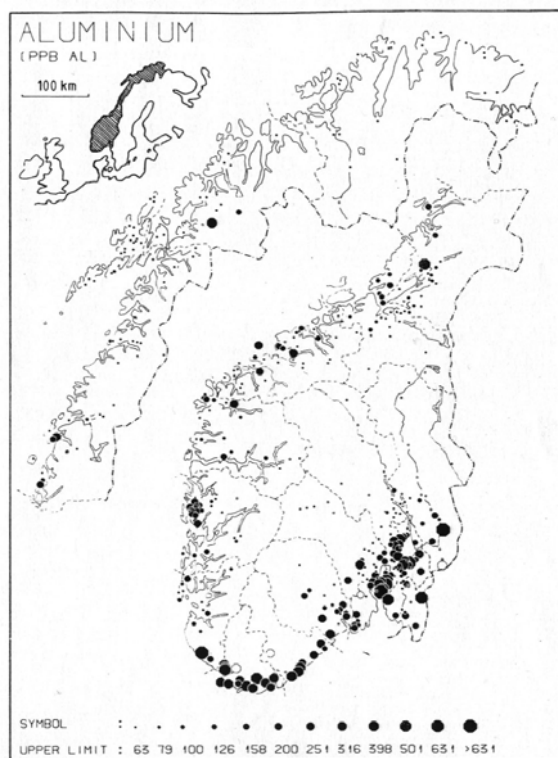 ALUMINIUM
(PPB AL)
100 km
SYMBOL :
UPPER LIMIT : 63 79 100 126 158 200 251 316 398 501 631 >631